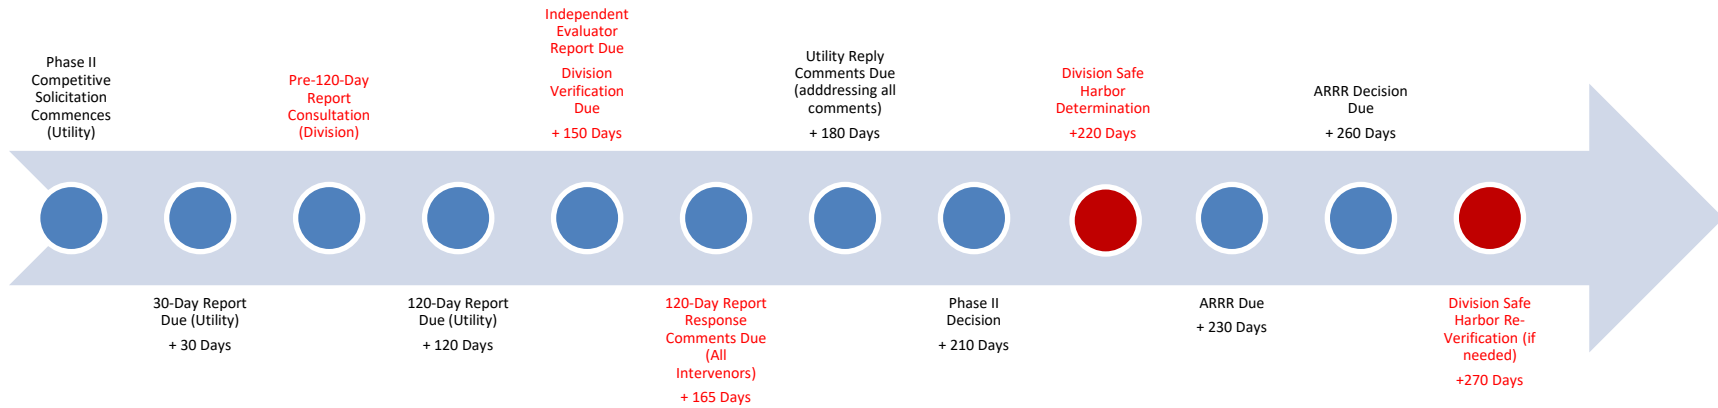 Phase II
Competitive
Solicitation
Commences
(Utility)
30-Day Report
Due (Utility)
+ 30 Days
Pre-120-Day
Report
Consultation
(Division)
120-Day Report
Due (Utility)
+ 120 Days
Independent
Evaluator
Report Due
Division
Verification
Due
+ 150 Days
120-Day Report
Response
Comments Due
(All
Intervenors)
+ 165 Days
Utility Reply
Comments Due
(adddressing all
comments)
+ 180 Days
Phase II
Decision
+ 210 Days
Division Safe
Harbor
Determination
+220 Days
ARRR Due
+ 230 Days
ARRR Decision
Due
+ 260 Days
Division Safe
Harbor Re-
Verification (if
needed)
+270 Days